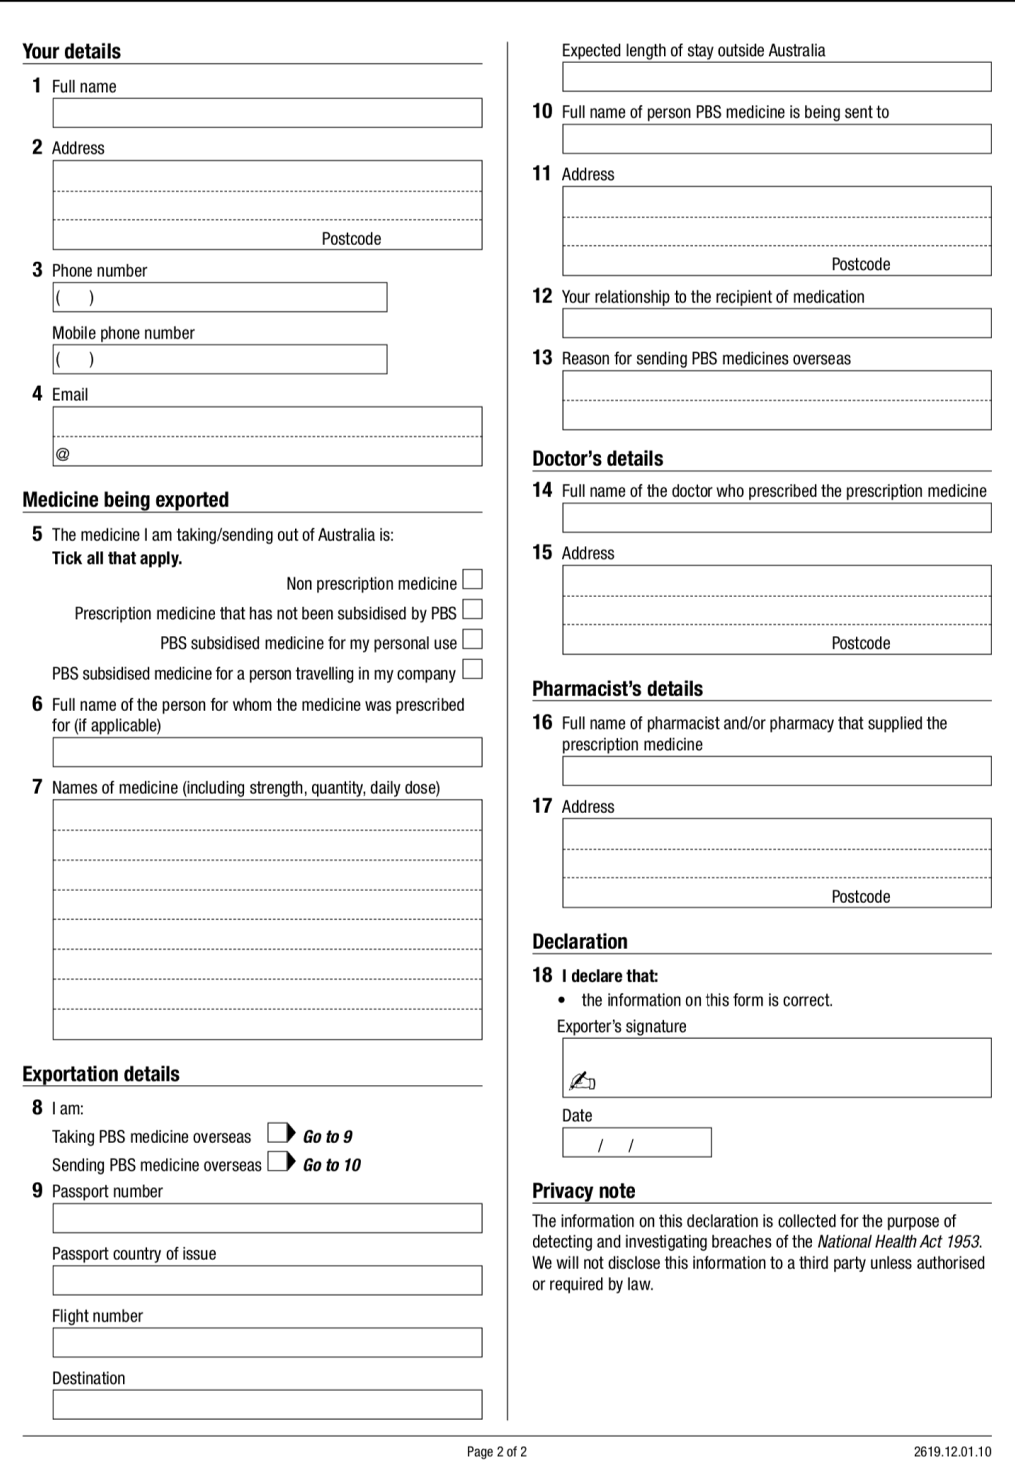 Your details
1 Full name
2 Address
Postcode
3 Phone number
( )
Mobile phone number
( )
4 Email
@
Medicine being exported
5 The medicine I am taking/sending out of Australia is:
Tick all that apply.
Non prescription medicine
Prescription medicine that has not been subsidised by PBS
PBS subsidised medicine for my personal use
PBS subsidised medicine for a person travelling in my company
6 Full name of the person for whom the medicine was prescribed
for (if applicable)
7 Names of medicine (including strength, quantity, daily dose)
Exportation details
8 I am:
Taking PBS medicine overseas Go to 9
Sending PBS medicine overseas Go to 10
9 Passport number
Passport country of issue
Flight number
Destination
Expected length of stay outside Australia
10 Full name of person PBS medicine is being sent to
11 Address
Postcode
12 Your relationship to the recipient of medication
13 Reason for sending PBS medicines overseas
Doctor's details
14 Full name of the doctor who prescribed the prescription medicine
15 Address
Postcode
Pharmacist's details
16 Full name of pharmacist and/or pharmacy that supplied the
prescription medicine
17 Address
Postcode
Declaration
18 I declare that:
• the information on this form is correct.
Exporter's signature
Date
/ /
Privacy note
The information on this declaration is collected for the purpose of
detecting and investigating breaches of the National Health Act 1953.
We will not disclose this information to a third party unless authorised
or required by law.
Page 2 of 2
2619.12.01.10